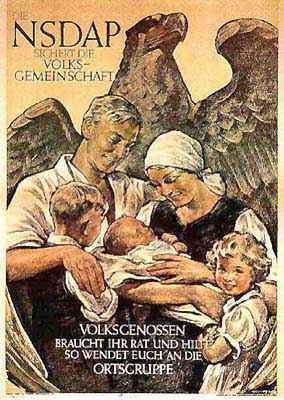 DIE
NSDAP
SICHERT DIE
VOLKS-
GEMEINSCHAFT
VOLKSGENOSSEN
BRAUCHT IHR RAT UND HILFE
SO WENDET EUCH AN DIE
ORTSGRUPPE